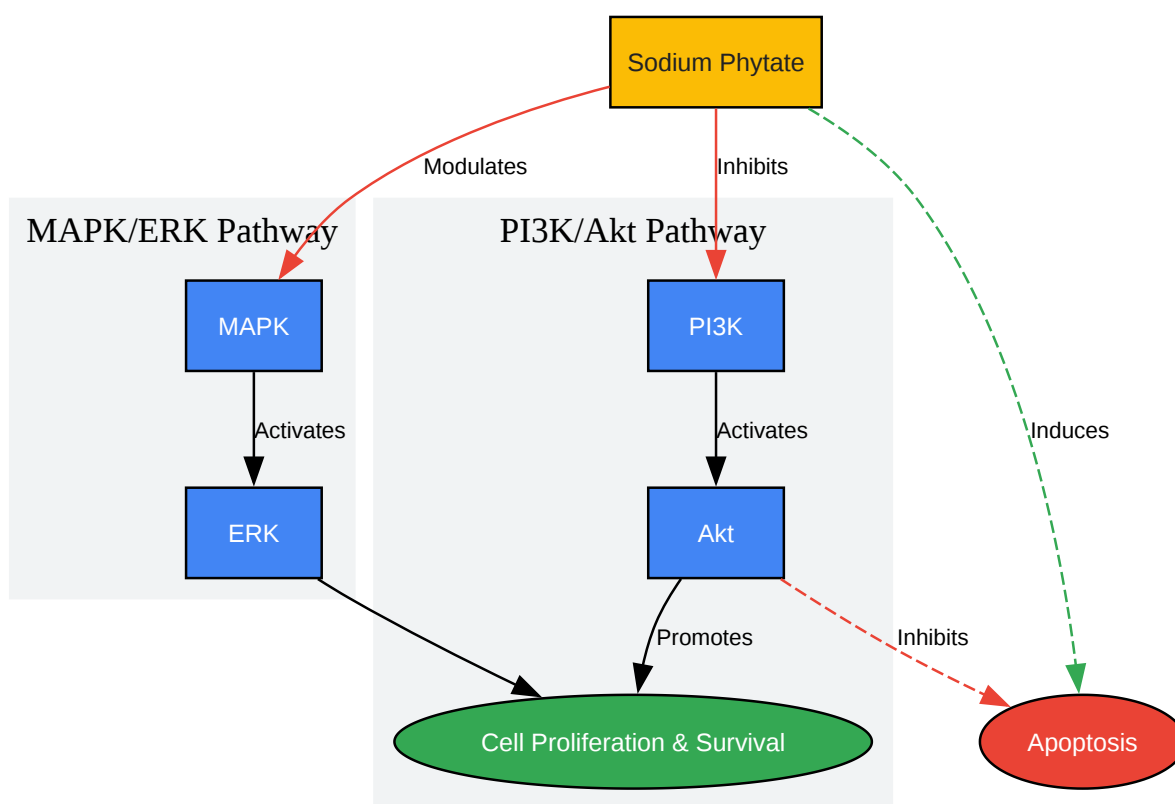 Sodium Phytate
Modulates
Inhibits
MAPK/ERK Pathway
PI3K/Akt Pathway
MAPK
PI3K
Activates
Activates
Induces
ERK
Akt
Promotes
Inhibits
Cell Proliferation & Survival
Apoptosis